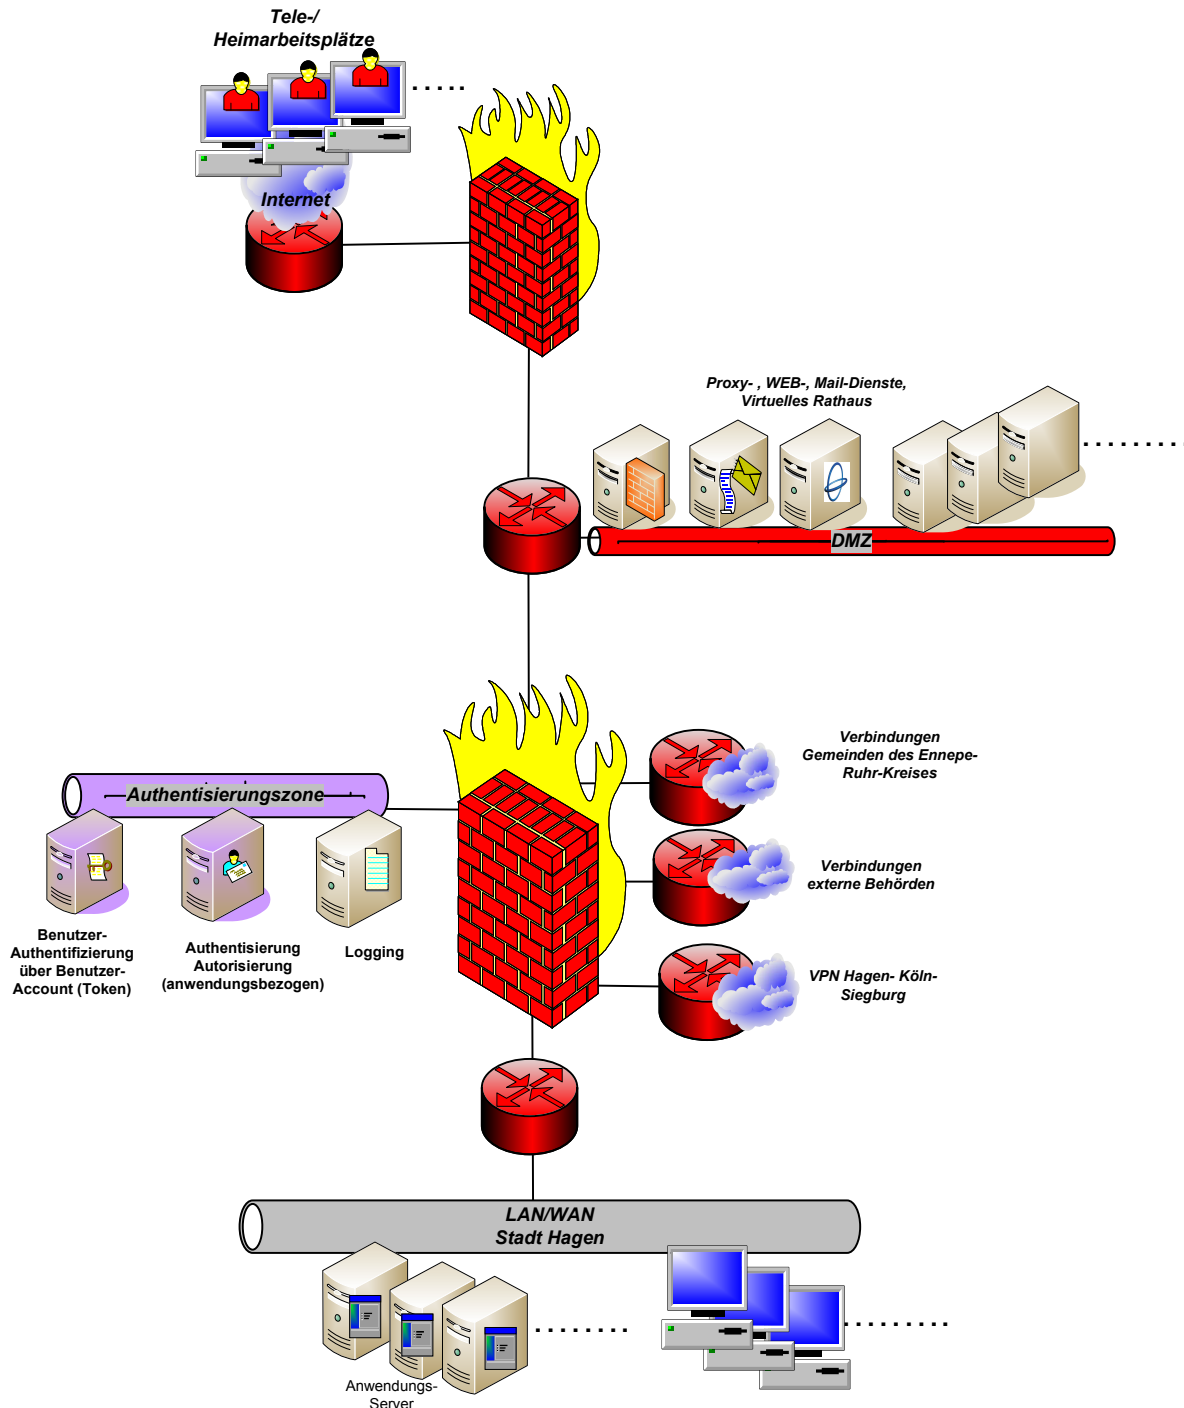 Tele-/
Heimarbeitsplätze
Internet
Proxy- , WEB-, Mail-Dienste,
Virtuelles Rathaus
DMZ
Verbindungen
Gemeinden des Ennepe-
Ruhr-Kreises
Authentisierungszone
Verbindungen
externe Behörden
Benutzer-
Authentifizierung
über Benutzer-
Account (Token)
Authentisierung
Autorisierung
(anwendungsbezogen)
Logging
VPN Hagen- Köln-
Siegburg
LAN/WAN
Stadt Hagen
Anwendungs-
Server